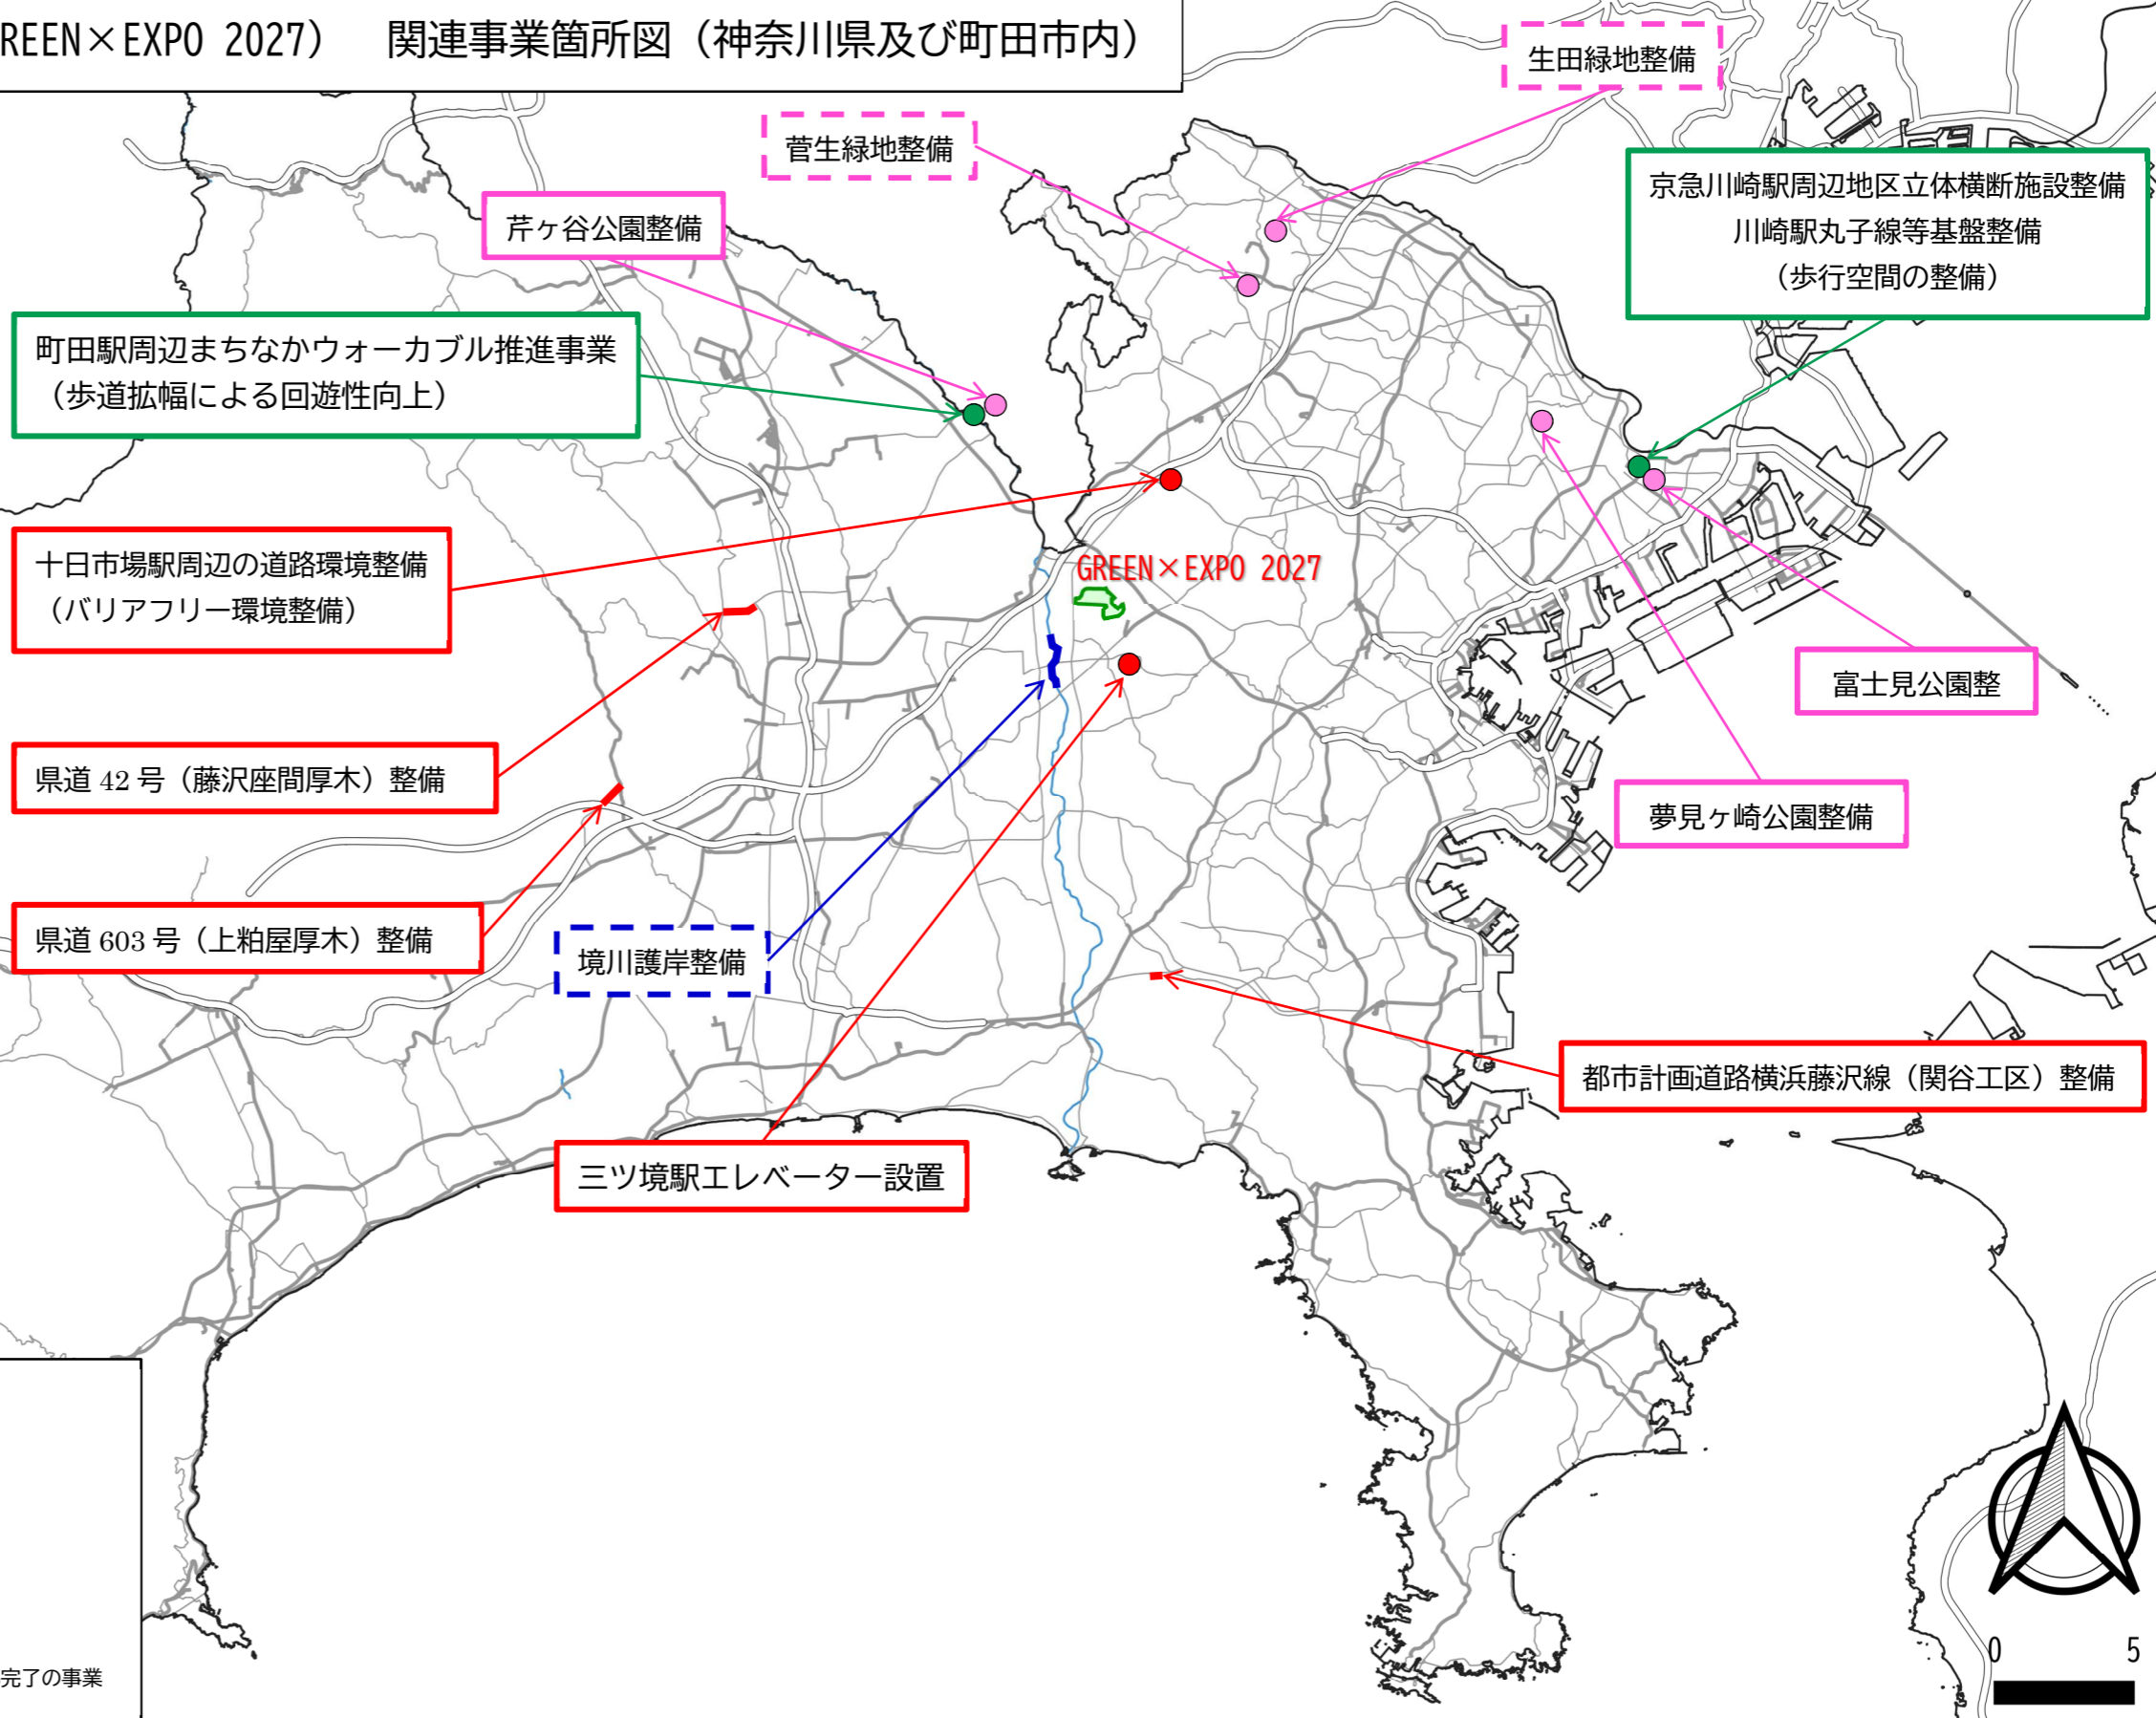 REEN×EXPO 2027） 関連事業箇所図（神奈川県及び町田市内）
生田緑地整備
菅生緑地整備
芹ヶ谷公園整備
京急川崎駅周辺地区立体横断施設整備
川崎駅丸子線等基盤整備
（歩行空間の整備）
町田駅周辺まちなかウォーカブル推進事業
（歩道拡幅による回遊性向上）
十日市場駅周辺の道路環境整備
（バリアフリー環境整備）
GREEN×EXPO 2027
富士見公園整
県道 42 号（藤沢座間厚木）整備
夢見ヶ崎公園整備
県道 603 号（上粕屋厚木）整備
境川護岸整備
都市計画道路横浜藤沢線（関谷工区）整備
三ツ境駅エレベーター設置
完了の事業
0 5